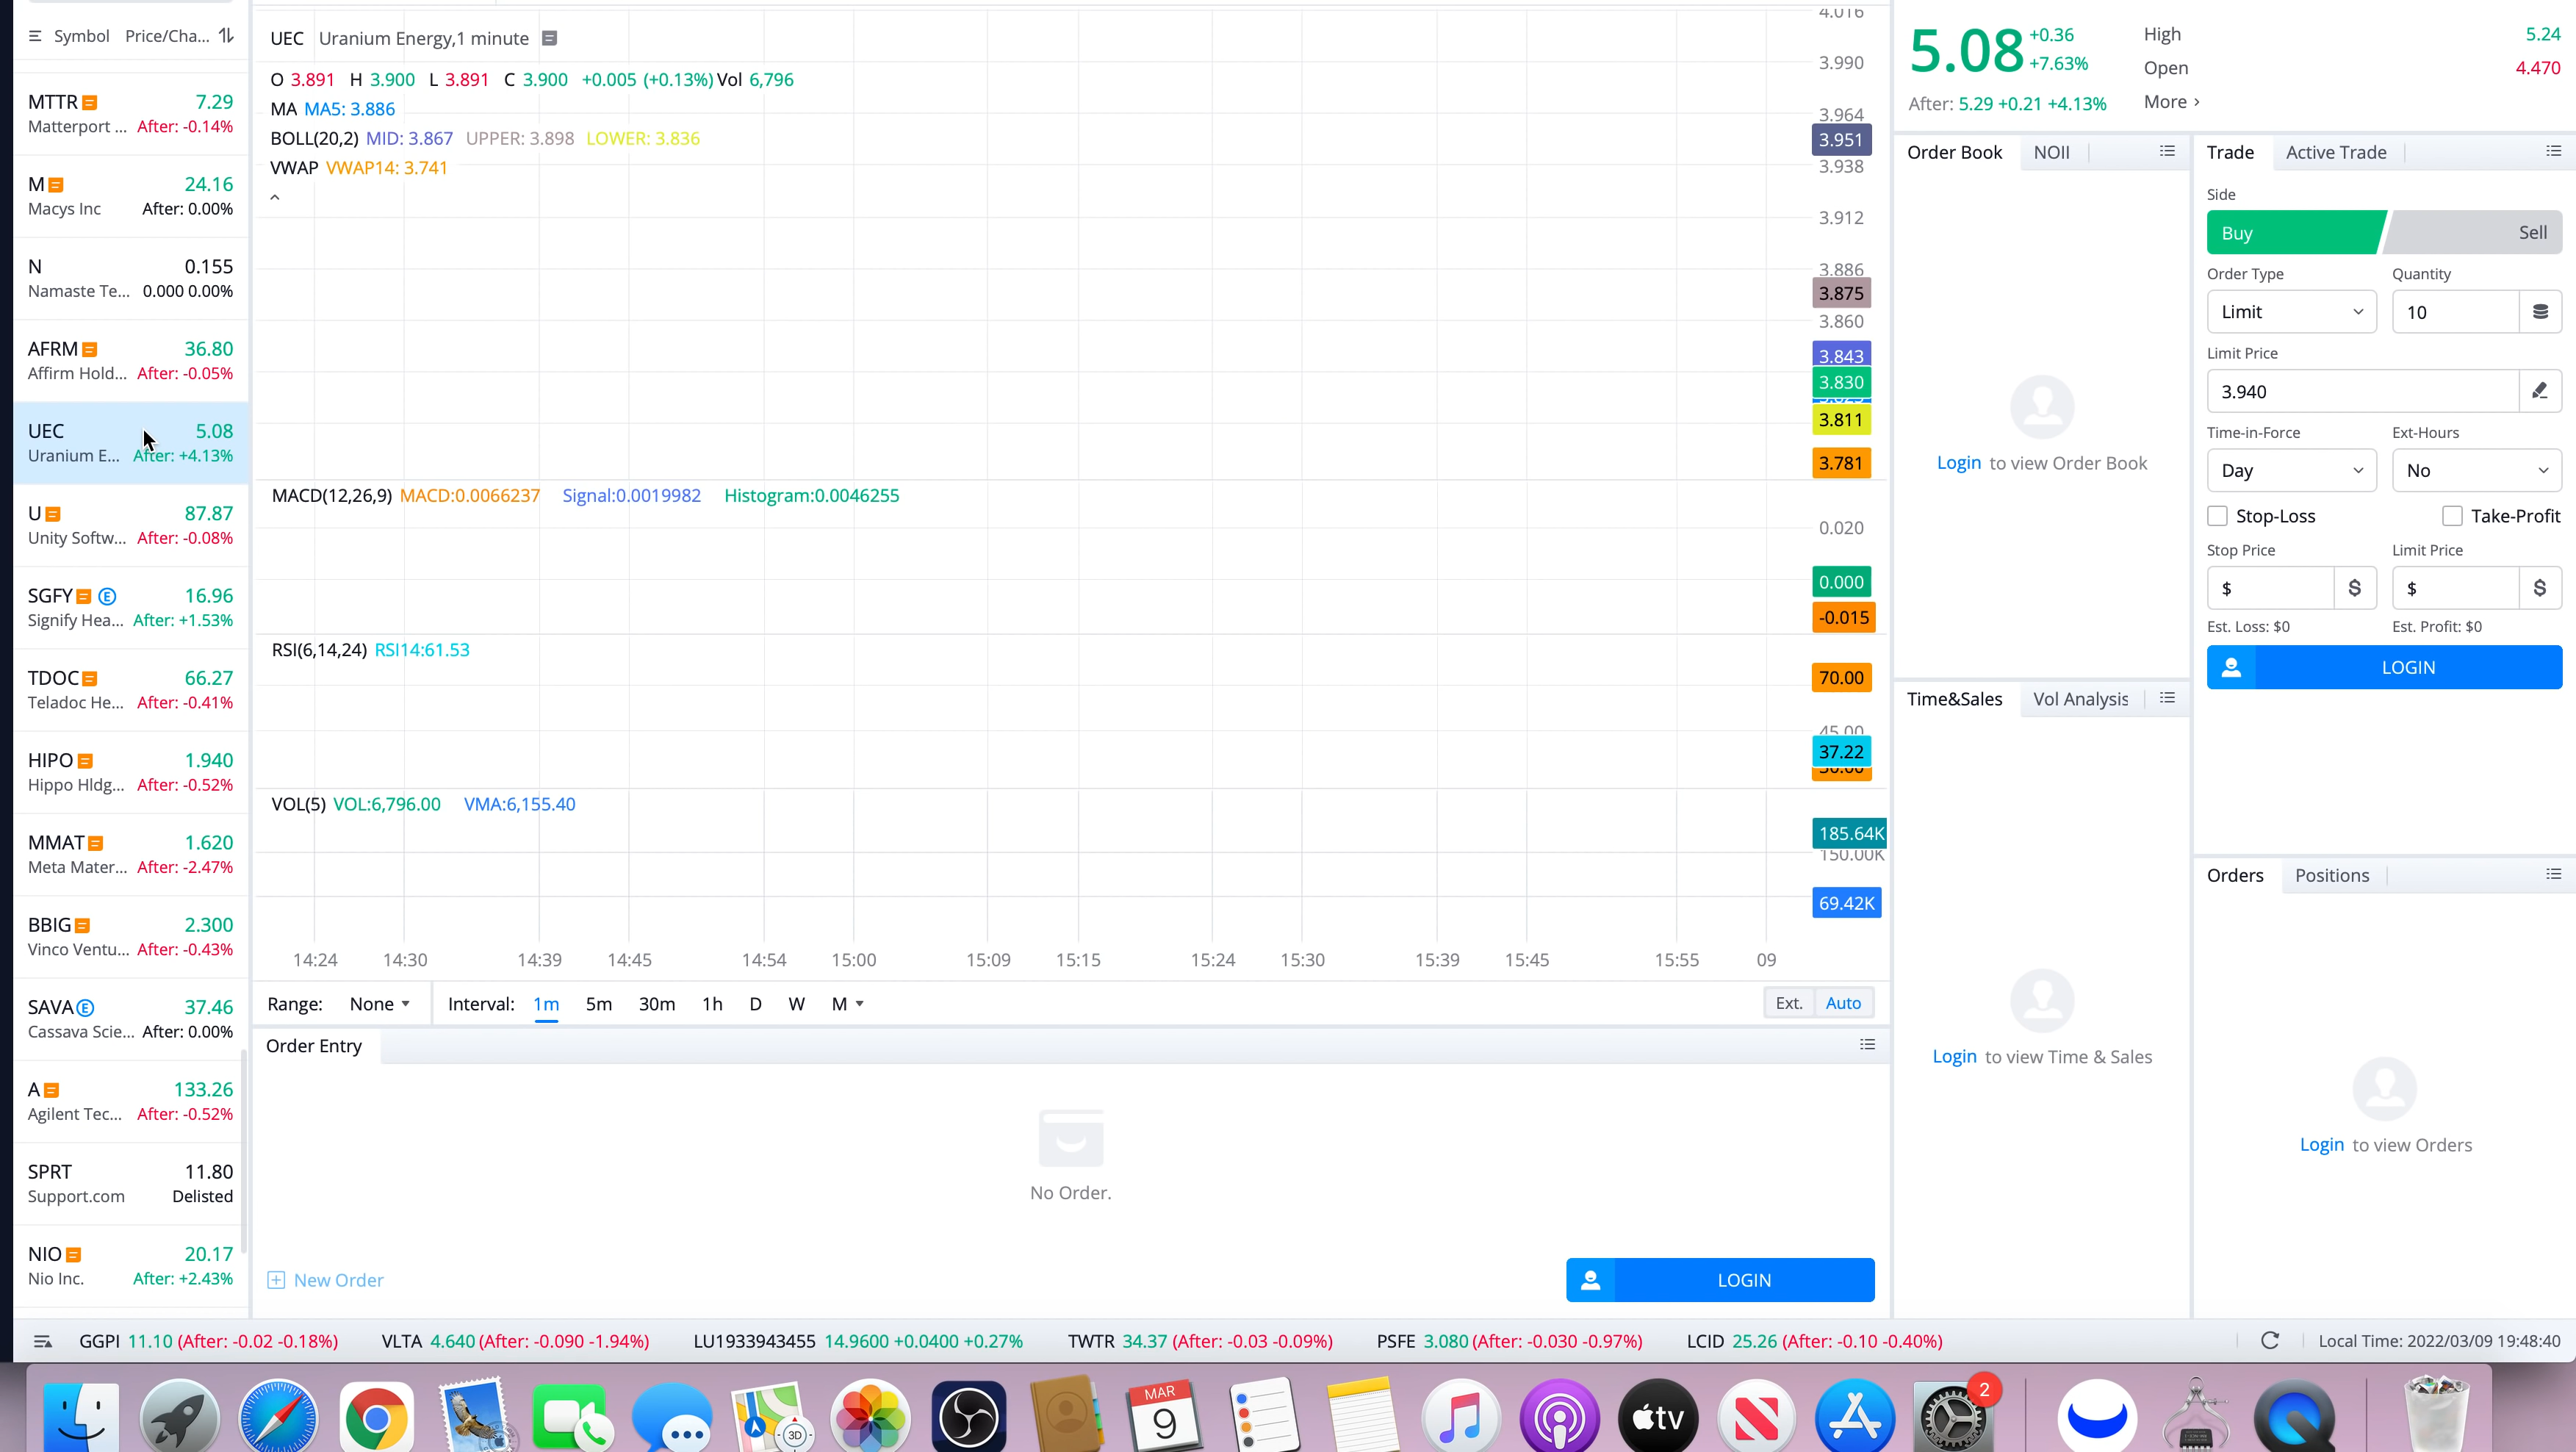 Symbol Price/Cha...
MTTR 7.29
Matterport ... After: -0.14%
M 24.16
Macys Inc After: 0.00%
N 0.155
Namaste Te... 0.000 0.00%
AFRM 36.80
Affirm Hold... After: -0.05%
UEC 5.08
Uranium E... After: +4.13%
U 87.87
Unity Softw... After: -0.08%
SGFY E 16.96
Signify Hea... After: +1.53%
TDOC 66.27
Teladoc He... After: -0.41%
HIPO 1.940
Hippo Hldg... After: -0.52%
MMAT 1.620
Meta Mater... After: -2.47%
BBIG 2.300
Vinco Ventu... After: -0.43%
SAVA E 37.46
Cassava Scie... After: 0.00%
A 133.26
Agilent Tec... After: -0.52%
SPRT 11.80
Support.com Delisted
NIO 20.17
Nio Inc. After: +2.43%
UEC Uranium Energy,1 minute
O 3.891 H 3.900 L 3.891 C 3.900 +0.005 (+0.13%) Vol 6,796
MA MA5: 3.886
BOLL(20,2) MID: 3.867 UPPER: 3.898 LOWER: 3.836
VWAP VWAP14: 3.741
4.016
3.990
3.964
3.951
3.938
3.912
3.886
3.875
3.860
3.843
3.830
3.811
3.781
MACD(12,26,9) MACD:0.0066237 Signal:0.0019982 Histogram:0.0046255
0.020
0.000
-0.015
RSI(6,14,24) RSI14:61.53
70.00
45.00
37.22
VOL(5) VOL:6,796.00 VMA:6,155.40
185.64K
150.00K
69.42K
14:24 14:30 14:39 14:45 14:54 15:00 15:09 15:15 15:24 15:30 15:39 15:45 15:55 09
Range: None Interval: 1m 5m 30m 1h D W M Ext. Auto
Order Entry
No Order.
New Order LOGIN
5.08 +0.36 +7.63%
After: 5.29 +0.21 +4.13%
High 5.24
Open 4.470
More
Order Book NOII
Login to view Order Book
Time&Sales Vol Analysis
Login to view Time & Sales
Trade Active Trade
Side
Buy Sell
Order Type Quantity
Limit 10
Limit Price
3.940
Time-in-Force Ext-Hours
Day No
Stop-Loss Take-Profit
Stop Price Limit Price
$ $ $ $
Est. Loss: $0 Est. Profit: $0
LOGIN
Orders Positions
Login to view Orders
GGPI 11.10 (After: -0.02 -0.18%) VLTA 4.640 (After: -0.090 -1.94%) LU1933943455 14.9600 +0.0400 +0.27% TWTR 34.37 (After: -0.03 -0.09%) PSFE 3.080 (After: -0.030 -0.97%) LCID 25.26 (After: -0.10 -0.40%) Local Time: 2022/03/09 19:48:40
3D
MAR
9
tv
2